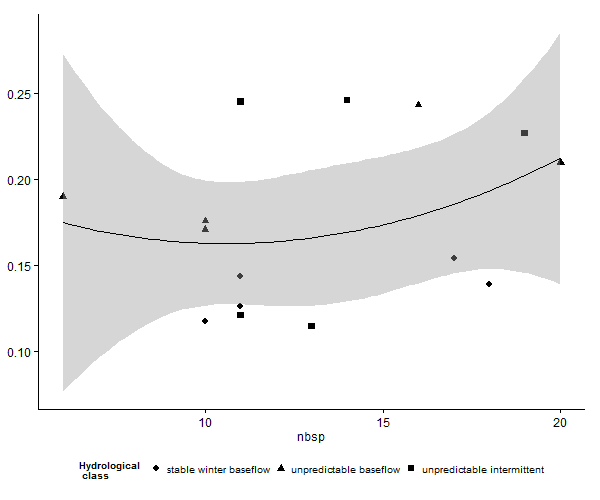 0.25
0.20
0.15
0.10
10
15
20
nbsp
Hydrological
class
stable winter baseflow
unpredictable baseflow
unpredictable intermittent